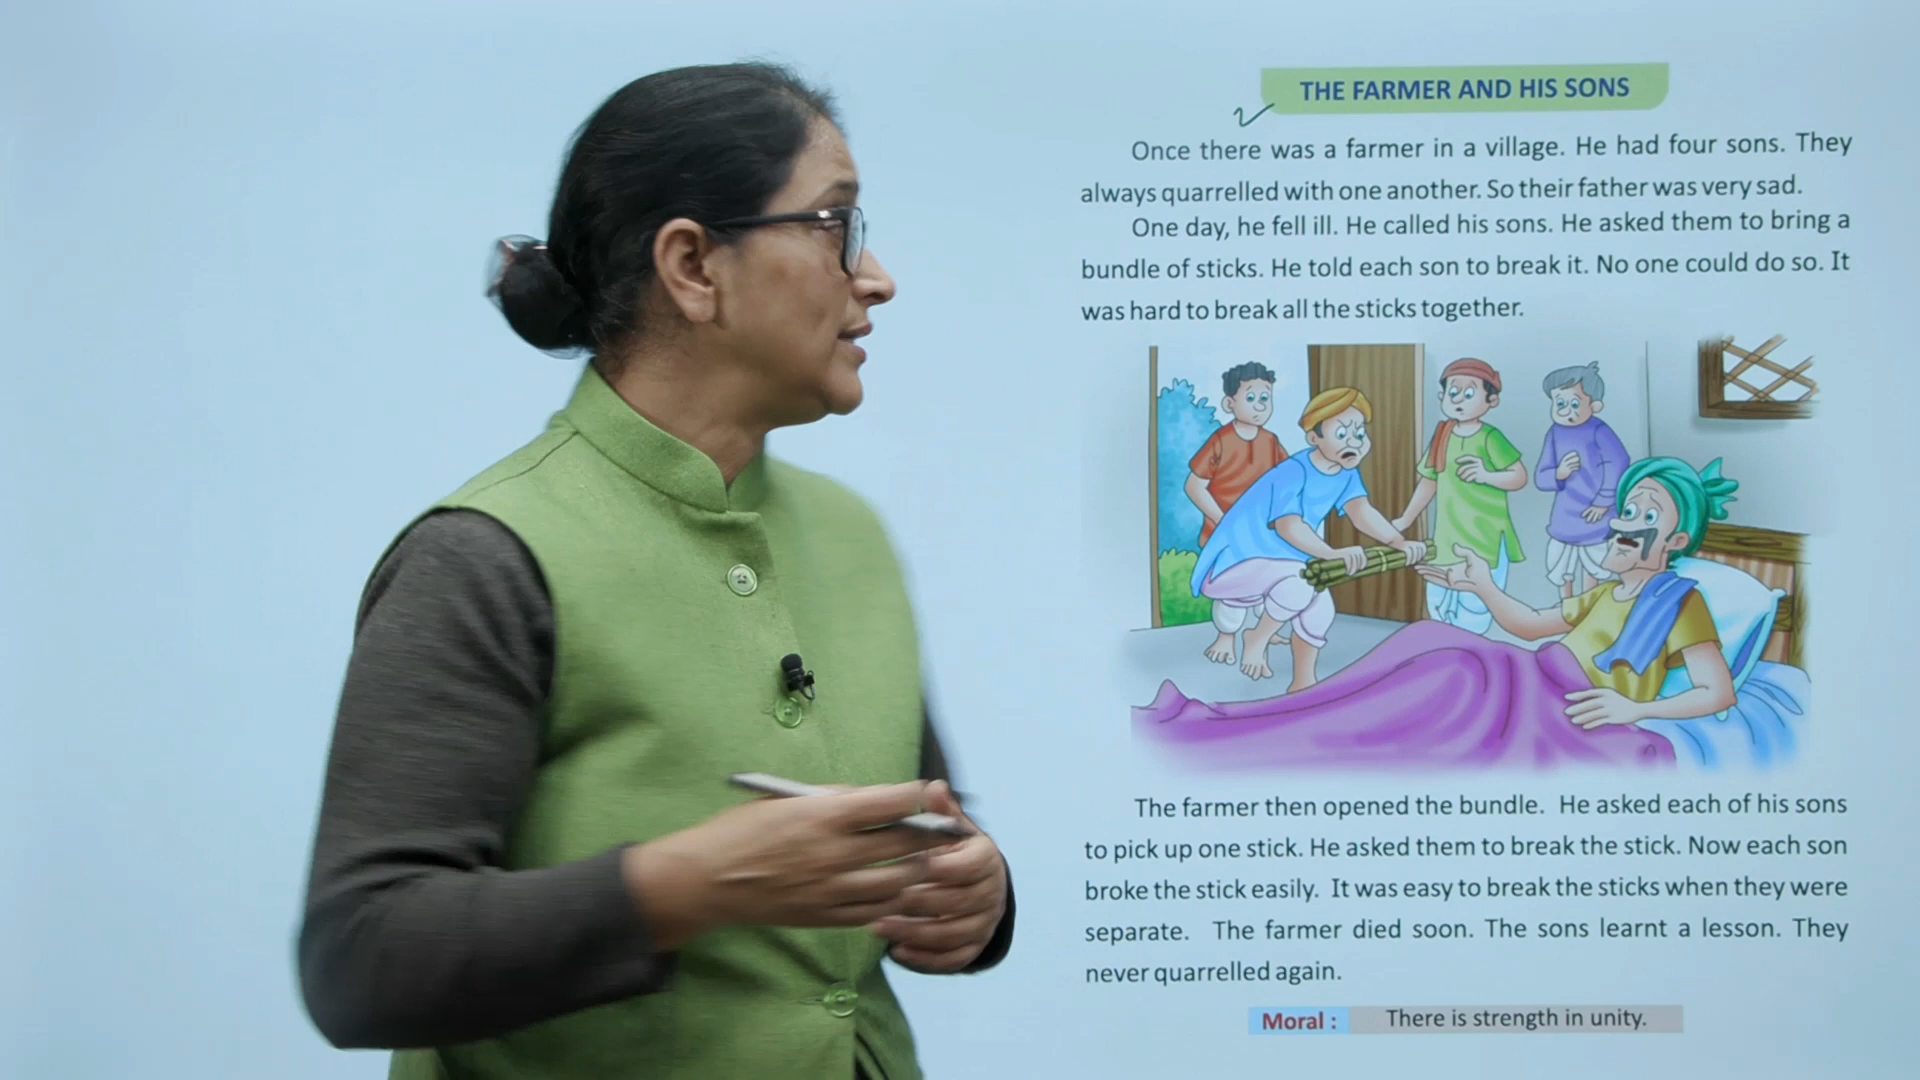 THE FARMER AND HIS SONS
Once there was a farmer in a village. He had four sons. They
always quarrelled with one another. So their father was very sad.
One day, he fell ill. He called his sons. He asked them to bring a
bundle of sticks. He told each son to break it. No one could do so. It
was hard to break all the sticks together.
The farmer then opened the bundle. He asked each of his sons
to pick up one stick. He asked them to break the stick. Now each son
broke the stick easily. It was easy to break the sticks when they were
separate. The farmer died soon. The sons learnt a lesson. They
never quarrelled again.
Moral : There is strength in unity.